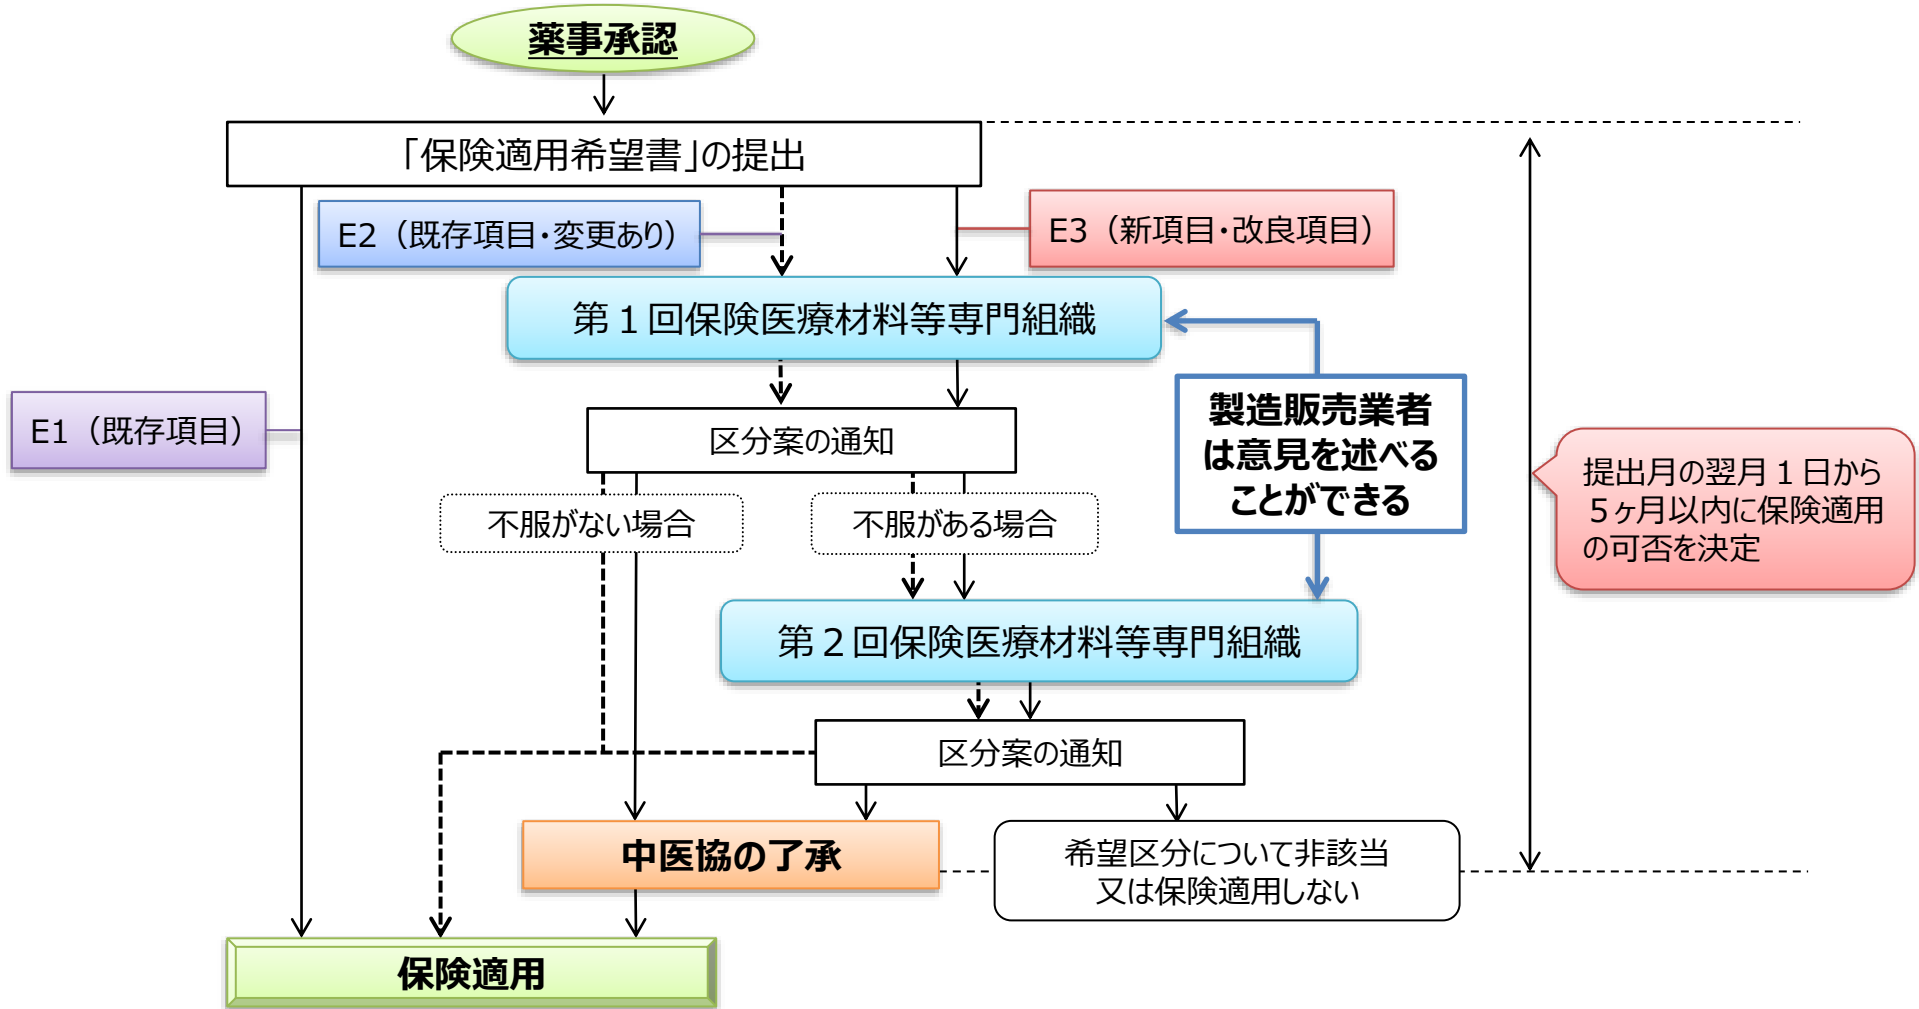 薬事承認
「保険適用希望書」の提出
E2（既存項目・変更あり）
E3（新項目・改良項目）
第１回保険医療材料等専門組織
E1（既存項目）
区分案の通知
製造販売業者
は意見を述べる
ことができる
提出月の翌月１日から
５ヶ月以内に保険適用
の可否を決定
不服がない場合
不服がある場合
第２回保険医療材料等専門組織
区分案の通知
中医協の了承
希望区分について非該当
又は保険適用しない
保険適用